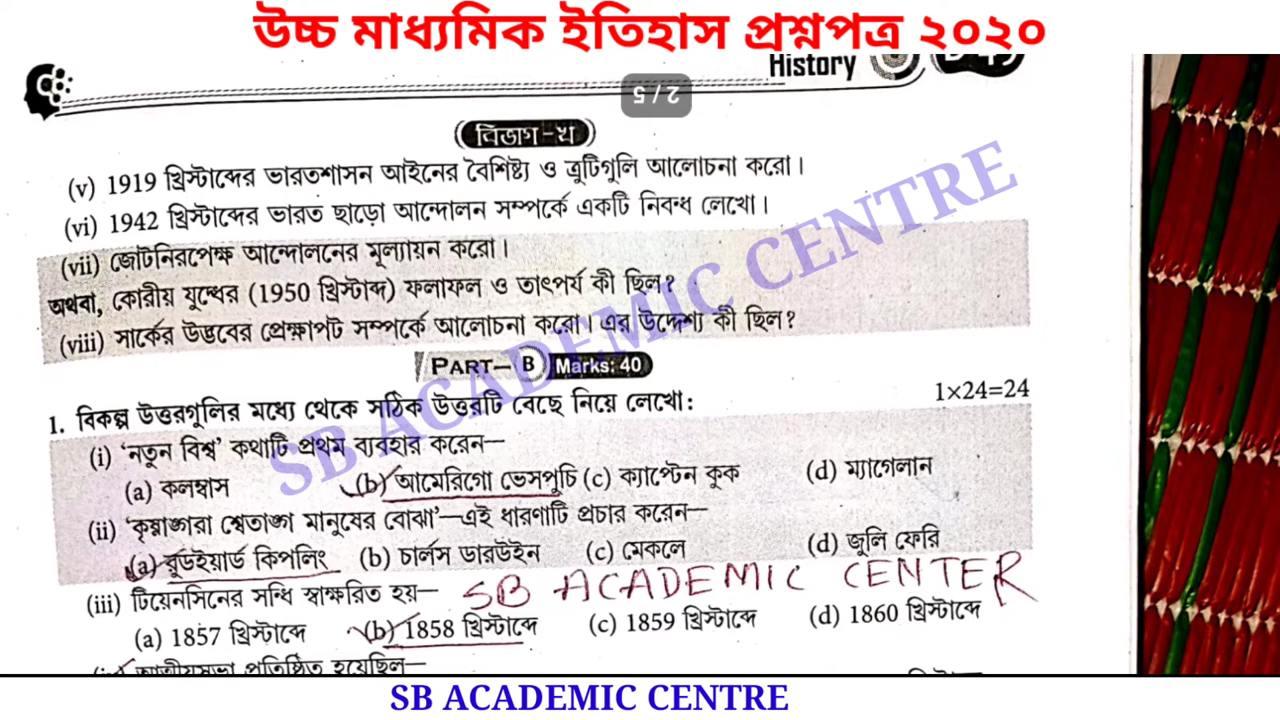 উচ্চ মাধ্যমিক ইতিহাস প্রশ্নপত্র ২০২০
History
2/5
বিভাগ-খ
(v) 1919 খ্রিস্টাব্দের ভারতশাসন আইনের বৈশিষ্ট্য ও ত্রুটিগুলি আলোচনা করো।
(vi) 1942 খ্রিস্টাব্দের ভারত ছাড়ো আন্দোলন সম্পর্কে একটি নিবন্ধ লেখো।
(vii) জোটনিরপেক্ষ আন্দোলনের মূল্যায়ন করো।
অথবা, কোরীয় যুদ্ধের (1950 খ্রিস্টাব্দ) ফলাফল ও তাৎপর্য কী ছিল?
(viii) সার্কের উদ্ভবের প্রেক্ষাপট সম্পর্কে আলোচনা করো। এর উদ্দেশ্য কী ছিল?
PART–B Marks: 40
1. বিকল্প উত্তরগুলির মধ্যে থেকে সঠিক উত্তরটি বেছে নিয়ে লেখো: 1×24=24
(i) ‘নতুন বিশ্ব’ কথাটি প্রথম ব্যবহার করেন—
(a) কলম্বাস (b) আমেরিগো ভেসপুচি (c) ক্যাপ্টেন কুক (d) ম্যাগেলান
(ii) ‘কৃষ্ণাঙ্গরা শ্বেতাঙ্গ মানুষের বোঝা’—এই ধারণাটি প্রচার করেন—
(a) রুডইয়ার্ড কিপলিং (b) চার্লস ডারউইন (c) মেকলে (d) জুলি ফেরি
(iii) টিয়েনসিনের সন্ধি স্বাক্ষরিত হয়— SB ACADEMIC CENTER
(a) 1857 খ্রিস্টাব্দে (b) 1858 খ্রিস্টাব্দে (c) 1859 খ্রিস্টাব্দে (d) 1860 খ্রিস্টাব্দে
জাতীয়সভা প্রতিষ্ঠিত হয়েছিল—
SB ACADEMIC CENTRE
SB ACADEMIC CENTRE